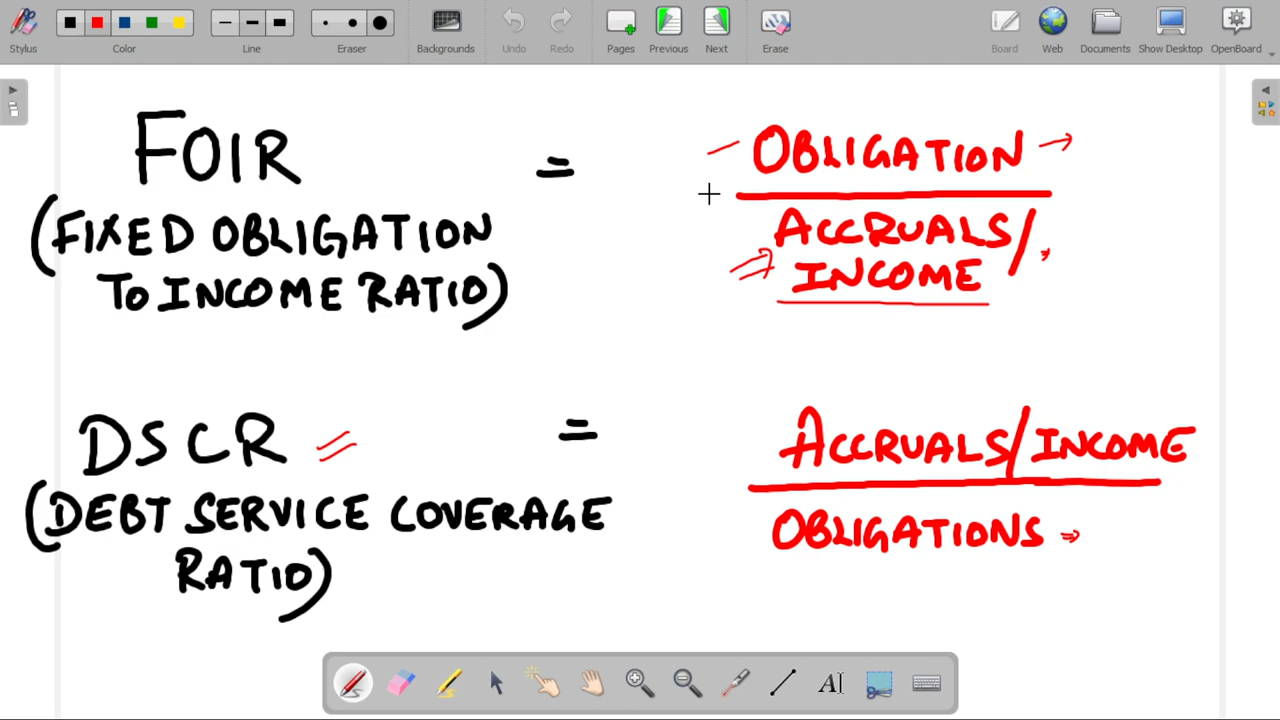 Stylus
Color
Line
Eraser
Backgrounds
Undo
Redo
Pages
Previous
Next
Erase
Board
Web
Documents
Show Desktop
OpenBoard
FOIR = OBLIGATION
(FIXED OBLIGATION ACCRUALS/
TO INCOME RATIO) INCOME
DSCR = ACCRUALS/INCOME
(DEBT SERVICE COVERAGE OBLIGATIONS
RATIO)
AI